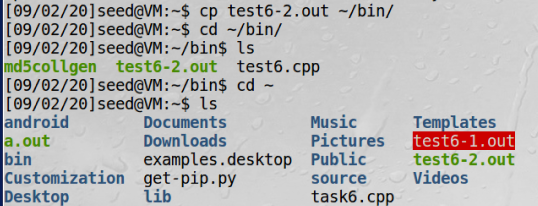 [09/02/20]seed@VM:~$ cp test6-2.out ~/bin/
[09/02/20]seed@VM:~$ cd ~/bin/
[09/02/20]seed@VM:~/bin$ ls
md5collgen  test6-2.out  test6.cpp
[09/02/20]seed@VM:~/bin$ cd ~
[09/02/20]seed@VM:~$ ls
android        Documents         Music     Templates
a.out          Downloads         Pictures  test6-1.out
bin            examples.desktop  Public    test6-2.out
Customization  get-pip.py        source    Videos
Desktop        lib               task6.cpp